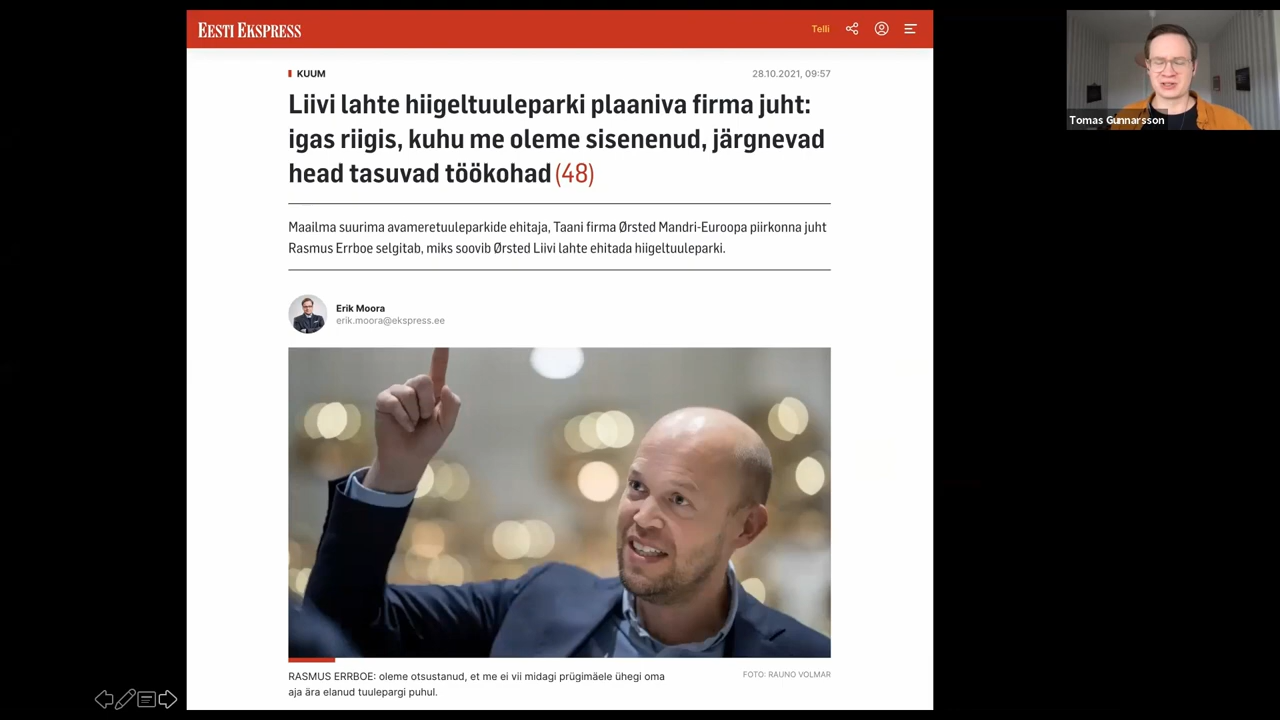 EESTI EKSPRESS
Telli
KUUM
28.10.2021, 09:57
Liivi lahte hiigeltuuleparki plaaniva firma juht:
igas riigis, kuhu me oleme sisenenud, järgnevad
head tasuvad töökohad (48)
Maailma suurima avameretuuleparkide ehitaja, Taani firma Ørsted Mandri-Euroopa piirkonna juht
Rasmus Errboe selgitab, miks soovib Ørsted Liivi lahte ehitada hiigeltuuleparki.
Erik Moora
erik.moora@ekspress.ee
RASMUS ERRBOE: oleme otsustanud, et me ei vii midagi prügimäele ühegi oma
aja ära elanud tuulepargi puhul.
FOTO: RAUNO VOLMAR
Tomas Gunnarsson